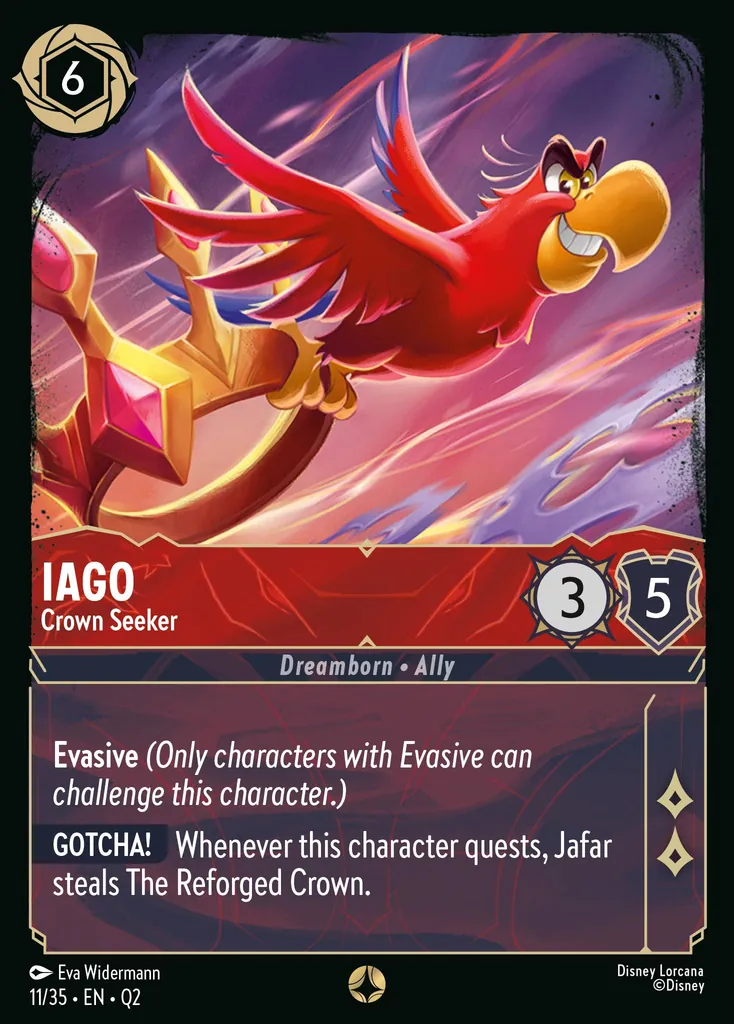 6
IAGO
Crown Seeker
3
5
Dreamborn • Ally
Evasive (Only characters with Evasive can
challenge this character.)
GOTCHA! Whenever this character quests, Jafar
steals The Reforged Crown.
Eva Widermann
11/35 • EN • Q2
Disney Lorcana
©Disney